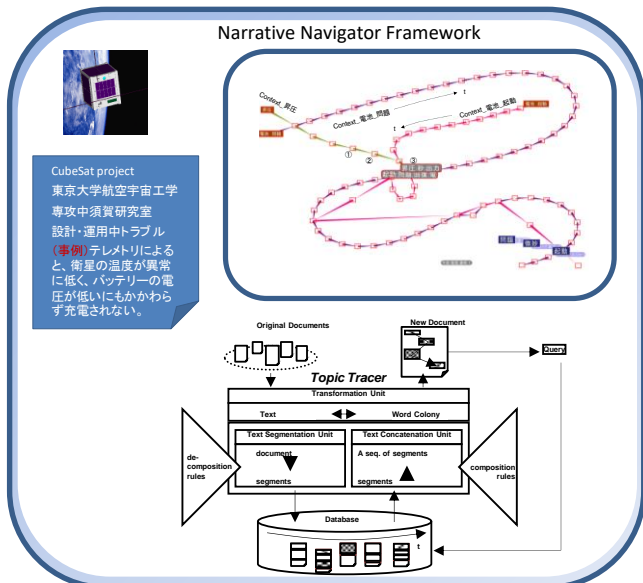 Narrative Navigator Framework
CubeSat project
東京大学航空宇宙工学
専攻中須賀研究室
設計・運用中トラブル
(事例)テレメトリによる
と、衛星の温度が異常
に低く、バッテリーの電
圧が低いにもかかわら
ず充電されない。
Context_昇圧
Context_電池_問題
t
Context_電池_起動
t
① ② ③
Original Documents
New Document
Query
Topic Tracer
Transformation Unit
Text
Word Colony
Text Segmentation Unit
Text Concatenation Unit
de-
composition
rules
document
segments
A seq. of segments
segments
composition
rules
Database
t